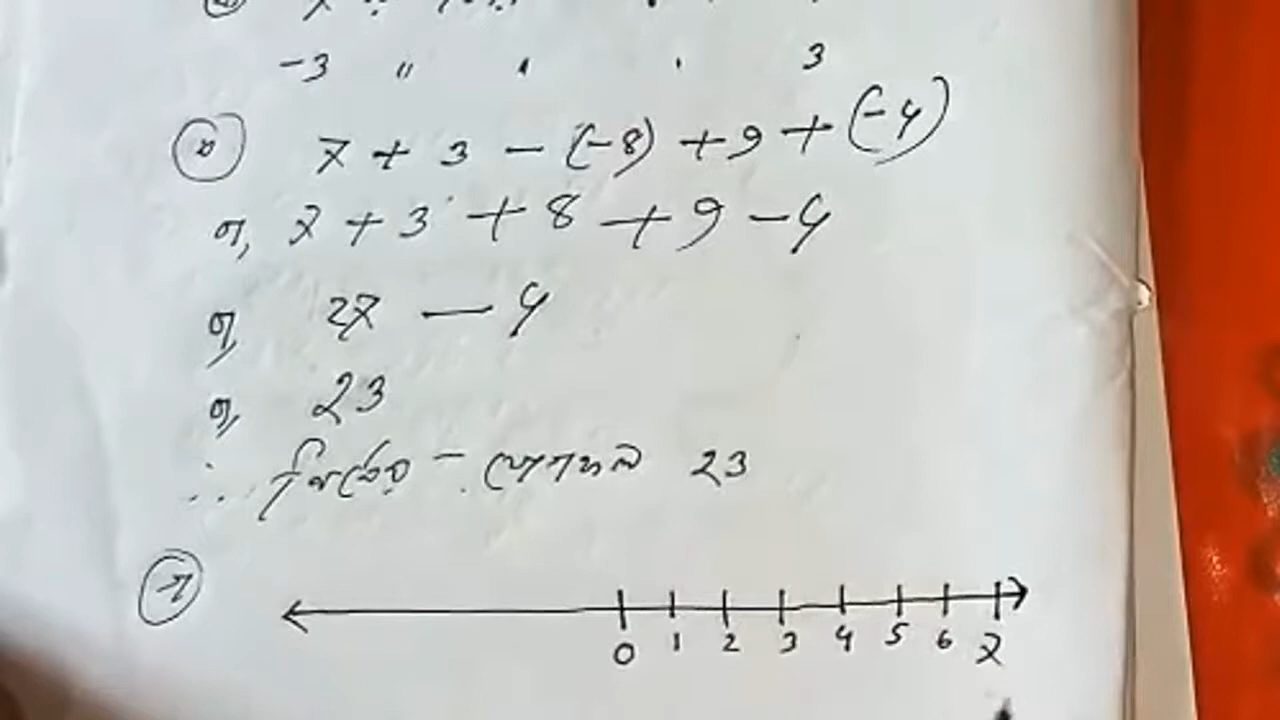 -3 " 3
7 + 3 - (-8) + 9 + (-4)
বা, 7 + 3 + 8 + 9 - 4
বা, 27 - 4
বা, 23
∴ নির্ণেয় - যোগফল 23
0 1 2 3 4 5 6 7